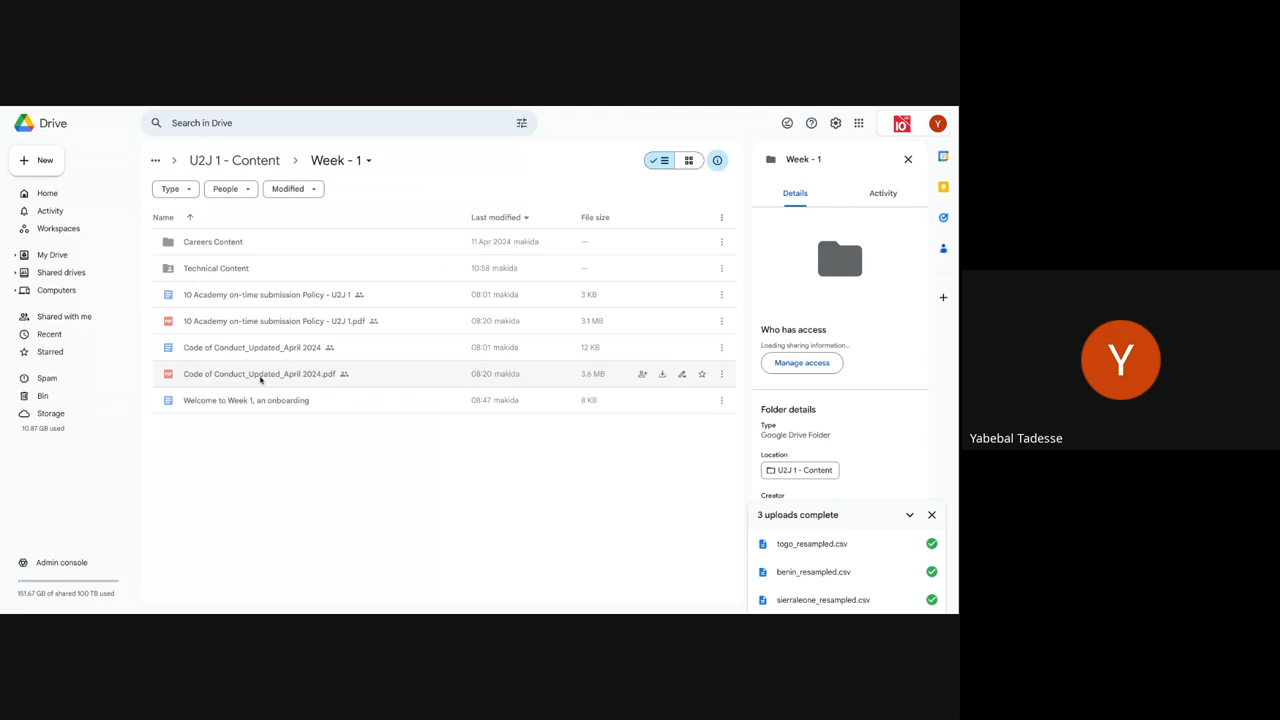 Drive
Search in Drive
10
Y
New
U2J 1 - Content
Week - 1
Week - 1
Home
Activity
Workspaces
My Drive
Shared drives
Computers
Shared with me
Recent
Starred
Spam
Bin
Storage
10.87 GB used
Admin console
151.67 GB of shared 100 TB used
Type
People
Modified
Name
Last modified
File size
Careers Content
11 Apr 2024 makida
—
Technical Content
10:58 makida
—
10 Academy on-time submission Policy - U2J 1
08:01 makida
3 KB
10 Academy on-time submission Policy - U2J 1.pdf
08:20 makida
3.1 MB
Code of Conduct_Updated_April 2024
08:01 makida
12 KB
Code of Conduct_Updated_April 2024.pdf
08:20 makida
3.6 MB
Welcome to Week 1, an onboarding
08:47 makida
8 KB
Details
Activity
Who has access
Loading sharing information...
Manage access
Folder details
Type
Google Drive Folder
Location
U2J 1 - Content
Creator
3 uploads complete
togo_resampled.csv
benin_resampled.csv
sierraleone_resampled.csv
Y
Yabebal Tadesse